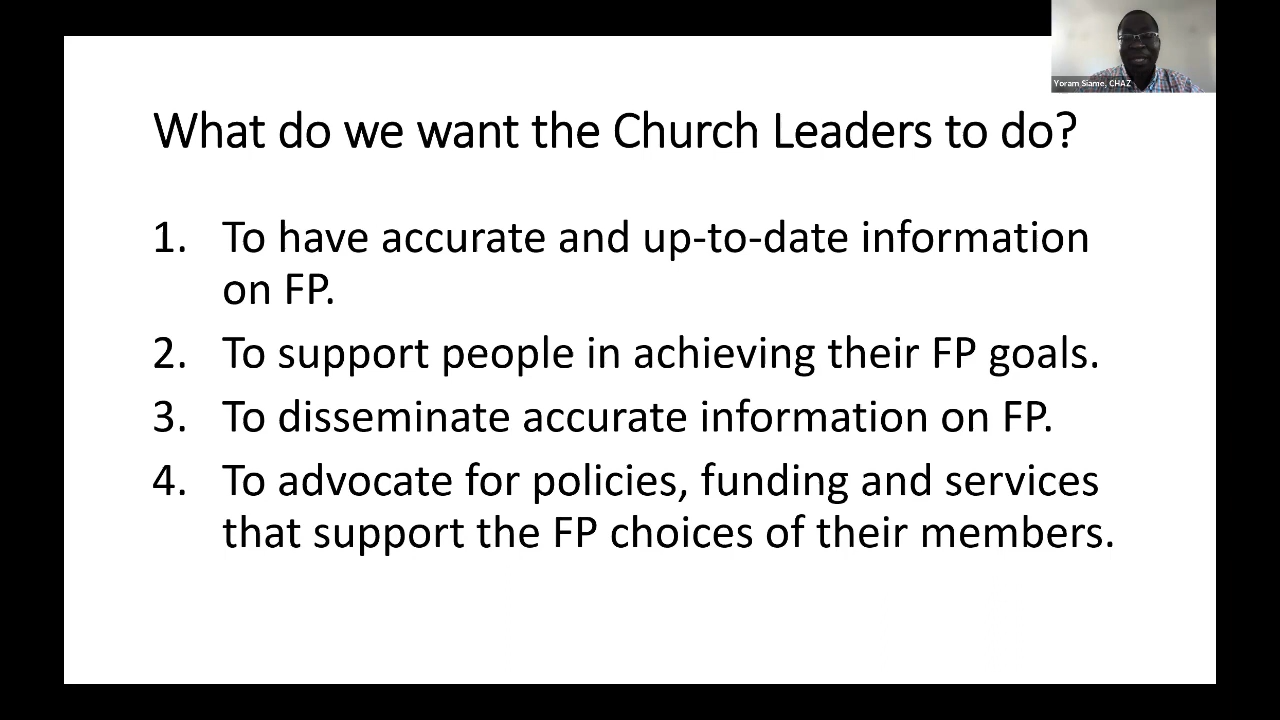 Yoram Siame, CHAZ
What do we want the Church Leaders to do?
1. To have accurate and up-to-date information
on FP.
2. To support people in achieving their FP goals.
3. To disseminate accurate information on FP.
4. To advocate for policies, funding and services
that support the FP choices of their members.